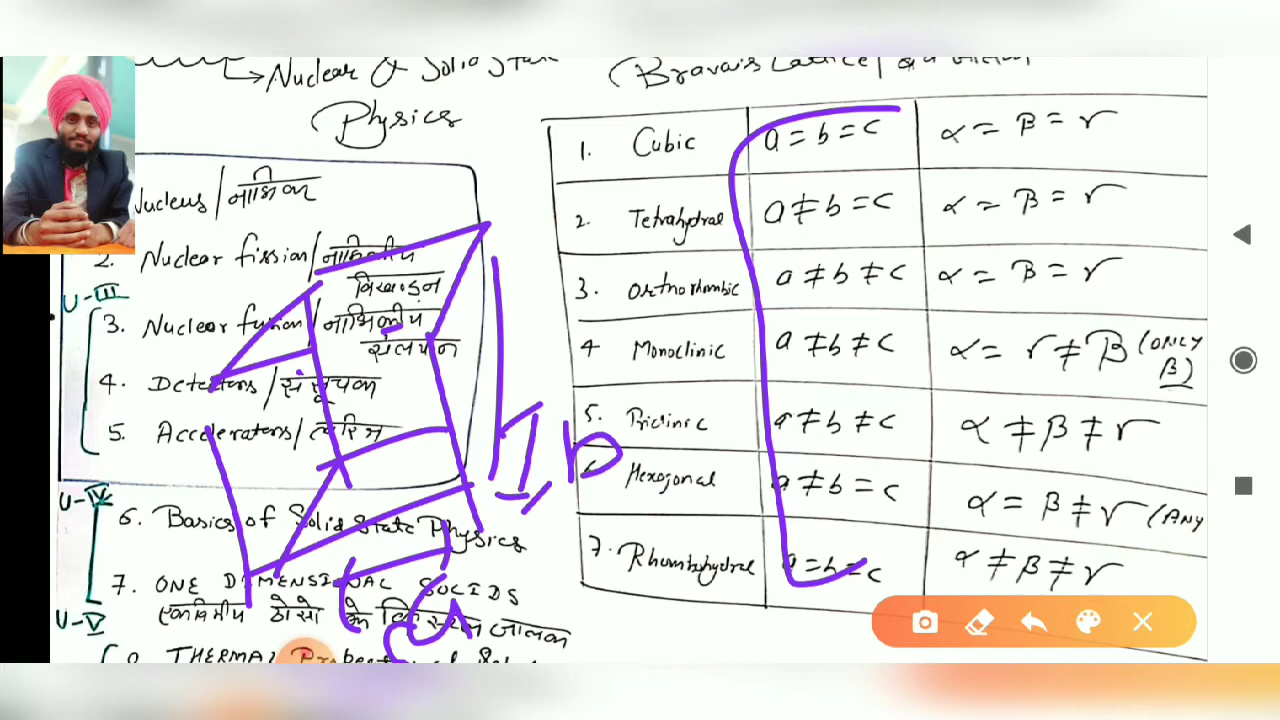 Nuclear & Solid State
Physics
Nucleus / नाभिक
2. Nuclear fission / नाभिकीय
विखण्डन
U-III
3. Nuclear fusion / नाभिकीय
संलयन
4. Detectors / संसूचक
5. Accelerators / त्वरित्र
U-IV
6. Basics of Solid State Physics
7. ONE DIMENSIONAL SOLIDS
एकविमीय ठोसो के
U-V
THERMAL
(Bravais Lattice /
1. Cubic a = b = c α = β = γ
2. Tetrahydral a ≠ b = c α = β = γ
3. Orthorhombic a ≠ b ≠ c α = β = γ
4 Monoclinic a ≠ b ≠ c α = γ ≠ β (ONLY
β)
5. Triclinic a ≠ b ≠ c α ≠ β ≠ γ
6 Hexogonal a ≠ b = c α = β ≠ γ (ANY
7. Rhombohydral a = b = c α ≠ β ≠ γ
b